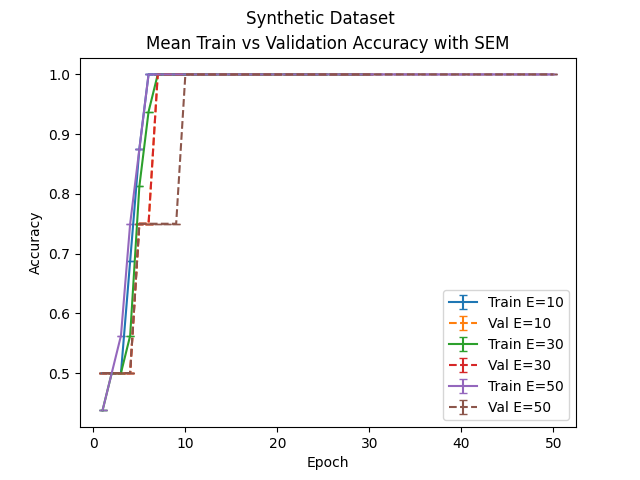 Synthetic Dataset
Mean Train vs Validation Accuracy with SEM
1.0
0.9
0.8
0.7
0.6
0.5
Accuracy
0
10
20
30
40
50
Epoch
Train E=10
Val E=10
Train E=30
Val E=30
Train E=50
Val E=50